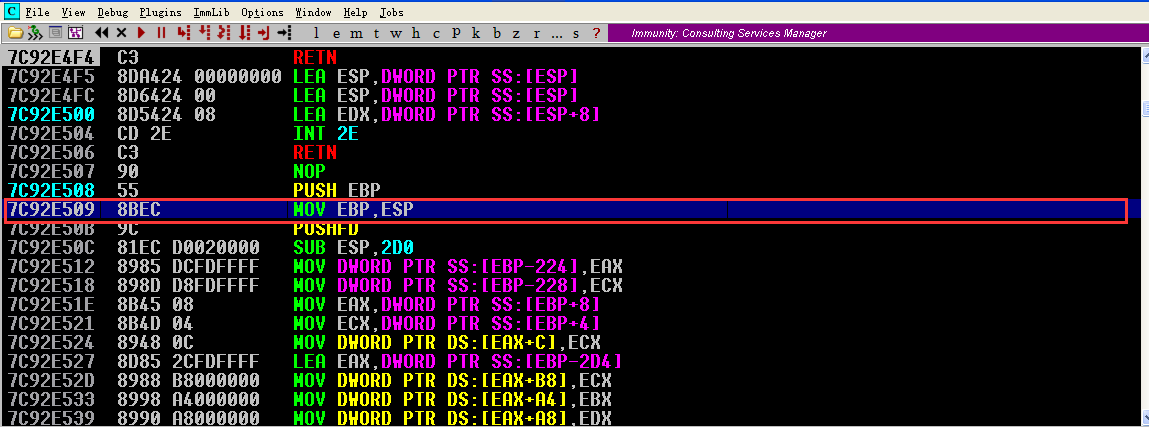 C File View Debug Plugins ImmLib Options Window Help Jobs
l e m t w h c p k b z r ... s ? Immunity: Consulting Services Manager
7C92E4F4 C3 RETN
7C92E4F5 8DA424 00000000 LEA ESP,DWORD PTR SS:[ESP]
7C92E4FC 8D6424 00 LEA ESP,DWORD PTR SS:[ESP]
7C92E500 8D5424 08 LEA EDX,DWORD PTR SS:[ESP+8]
7C92E504 CD 2E INT 2E
7C92E506 C3 RETN
7C92E507 90 NOP
7C92E508 55 PUSH EBP
7C92E509 8BEC MOV EBP,ESP
7C92E50B 9C PUSHFD
7C92E50C 81EC D0020000 SUB ESP,2D0
7C92E512 8985 DCFDFFFF MOV DWORD PTR SS:[EBP-224],EAX
7C92E518 898D D8FDFFFF MOV DWORD PTR SS:[EBP-228],ECX
7C92E51E 8B45 08 MOV EAX,DWORD PTR SS:[EBP+8]
7C92E521 8B4D 04 MOV ECX,DWORD PTR SS:[EBP+4]
7C92E524 8948 0C MOV DWORD PTR DS:[EAX+C],ECX
7C92E527 8D85 2CFDFFFF LEA EAX,DWORD PTR SS:[EBP-2D4]
7C92E52D 8988 B8000000 MOV DWORD PTR DS:[EAX+B8],ECX
7C92E533 8998 A4000000 MOV DWORD PTR DS:[EAX+A4],EBX
7C92E539 8990 A8000000 MOV DWORD PTR DS:[EAX+A8],EDX